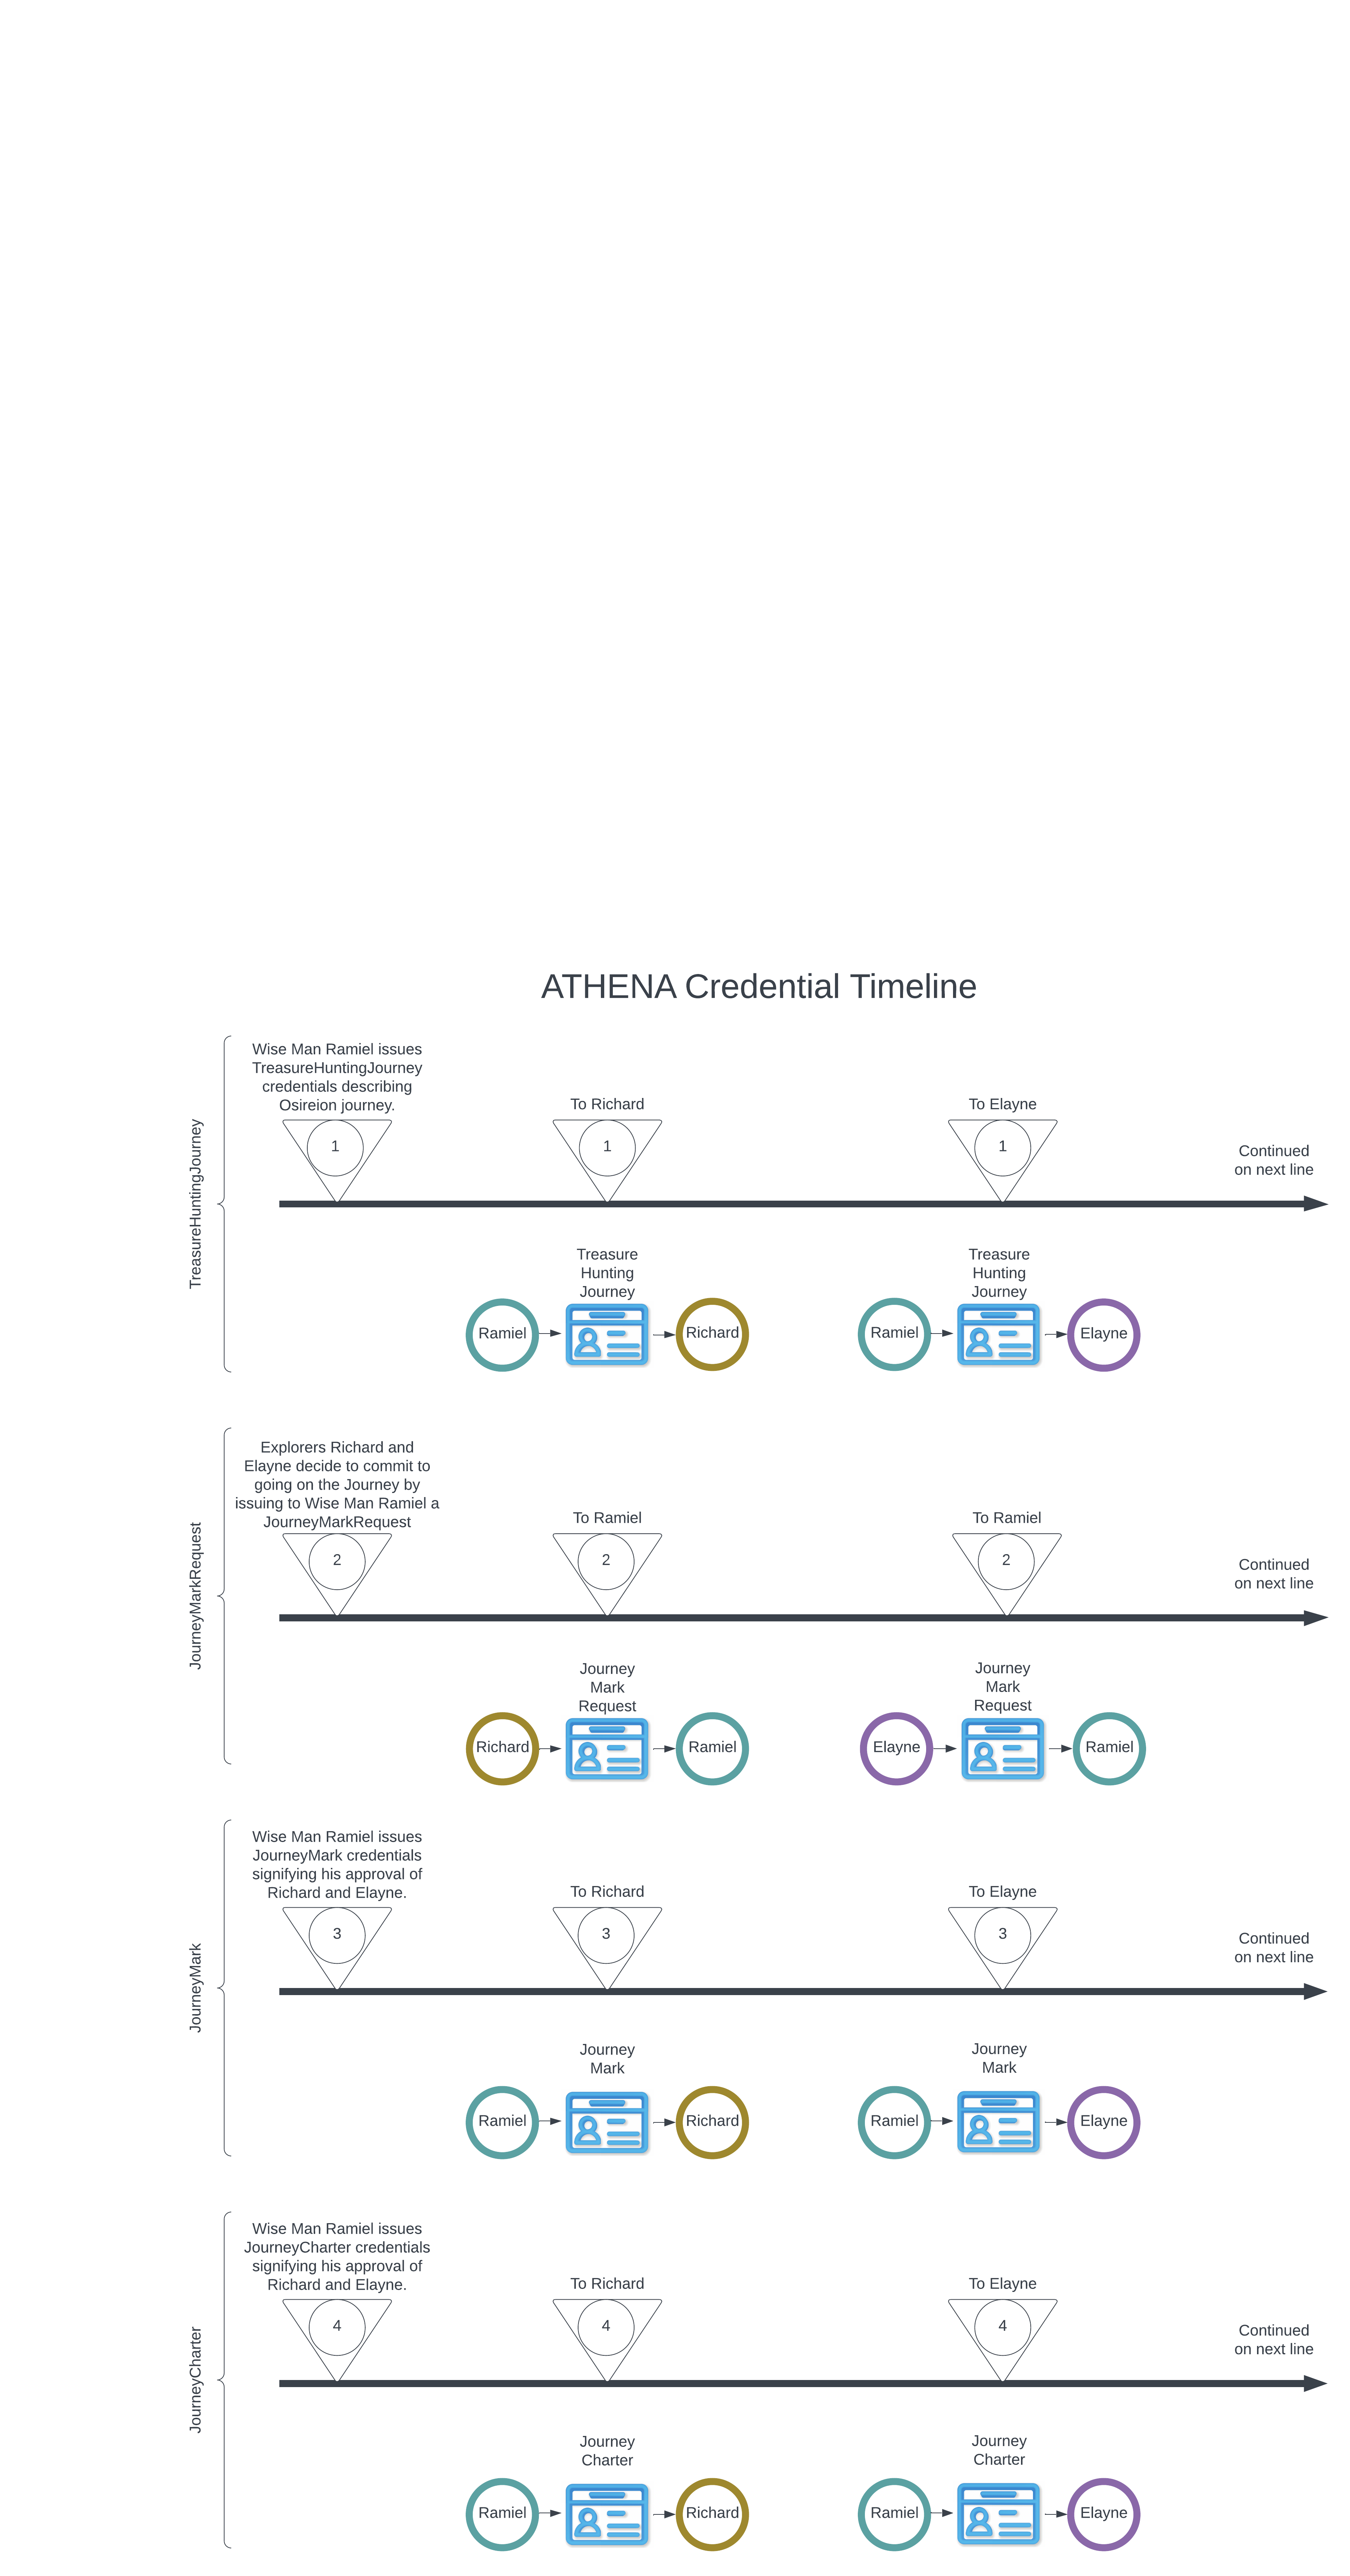 ATHENA Credential Timeline
TreasureHuntingJourney
Wise Man Ramiel issues
TreasureHuntingJourney
credentials describing
Osireion journey.
1
To Richard
1
To Elayne
1
Continued
on next line
Treasure
Hunting
Journey
Ramiel
Richard
Treasure
Hunting
Journey
Ramiel
Elayne
JourneyMarkRequest
Explorers Richard and
Elayne decide to commit to
going on the Journey by
issuing to Wise Man Ramiel a
JourneyMarkRequest
2
To Ramiel
2
To Ramiel
2
Continued
on next line
Journey
Mark
Request
Richard
Ramiel
Journey
Mark
Request
Elayne
Ramiel
JourneyMark
Wise Man Ramiel issues
JourneyMark credentials
signifying his approval of
Richard and Elayne.
3
To Richard
3
To Elayne
3
Continued
on next line
Journey
Mark
Ramiel
Richard
Journey
Mark
Ramiel
Elayne
JourneyCharter
Wise Man Ramiel issues
JourneyCharter credentials
signifying his approval of
Richard and Elayne.
4
To Richard
4
To Elayne
4
Continued
on next line
Journey
Charter
Ramiel
Richard
Journey
Charter
Ramiel
Elayne